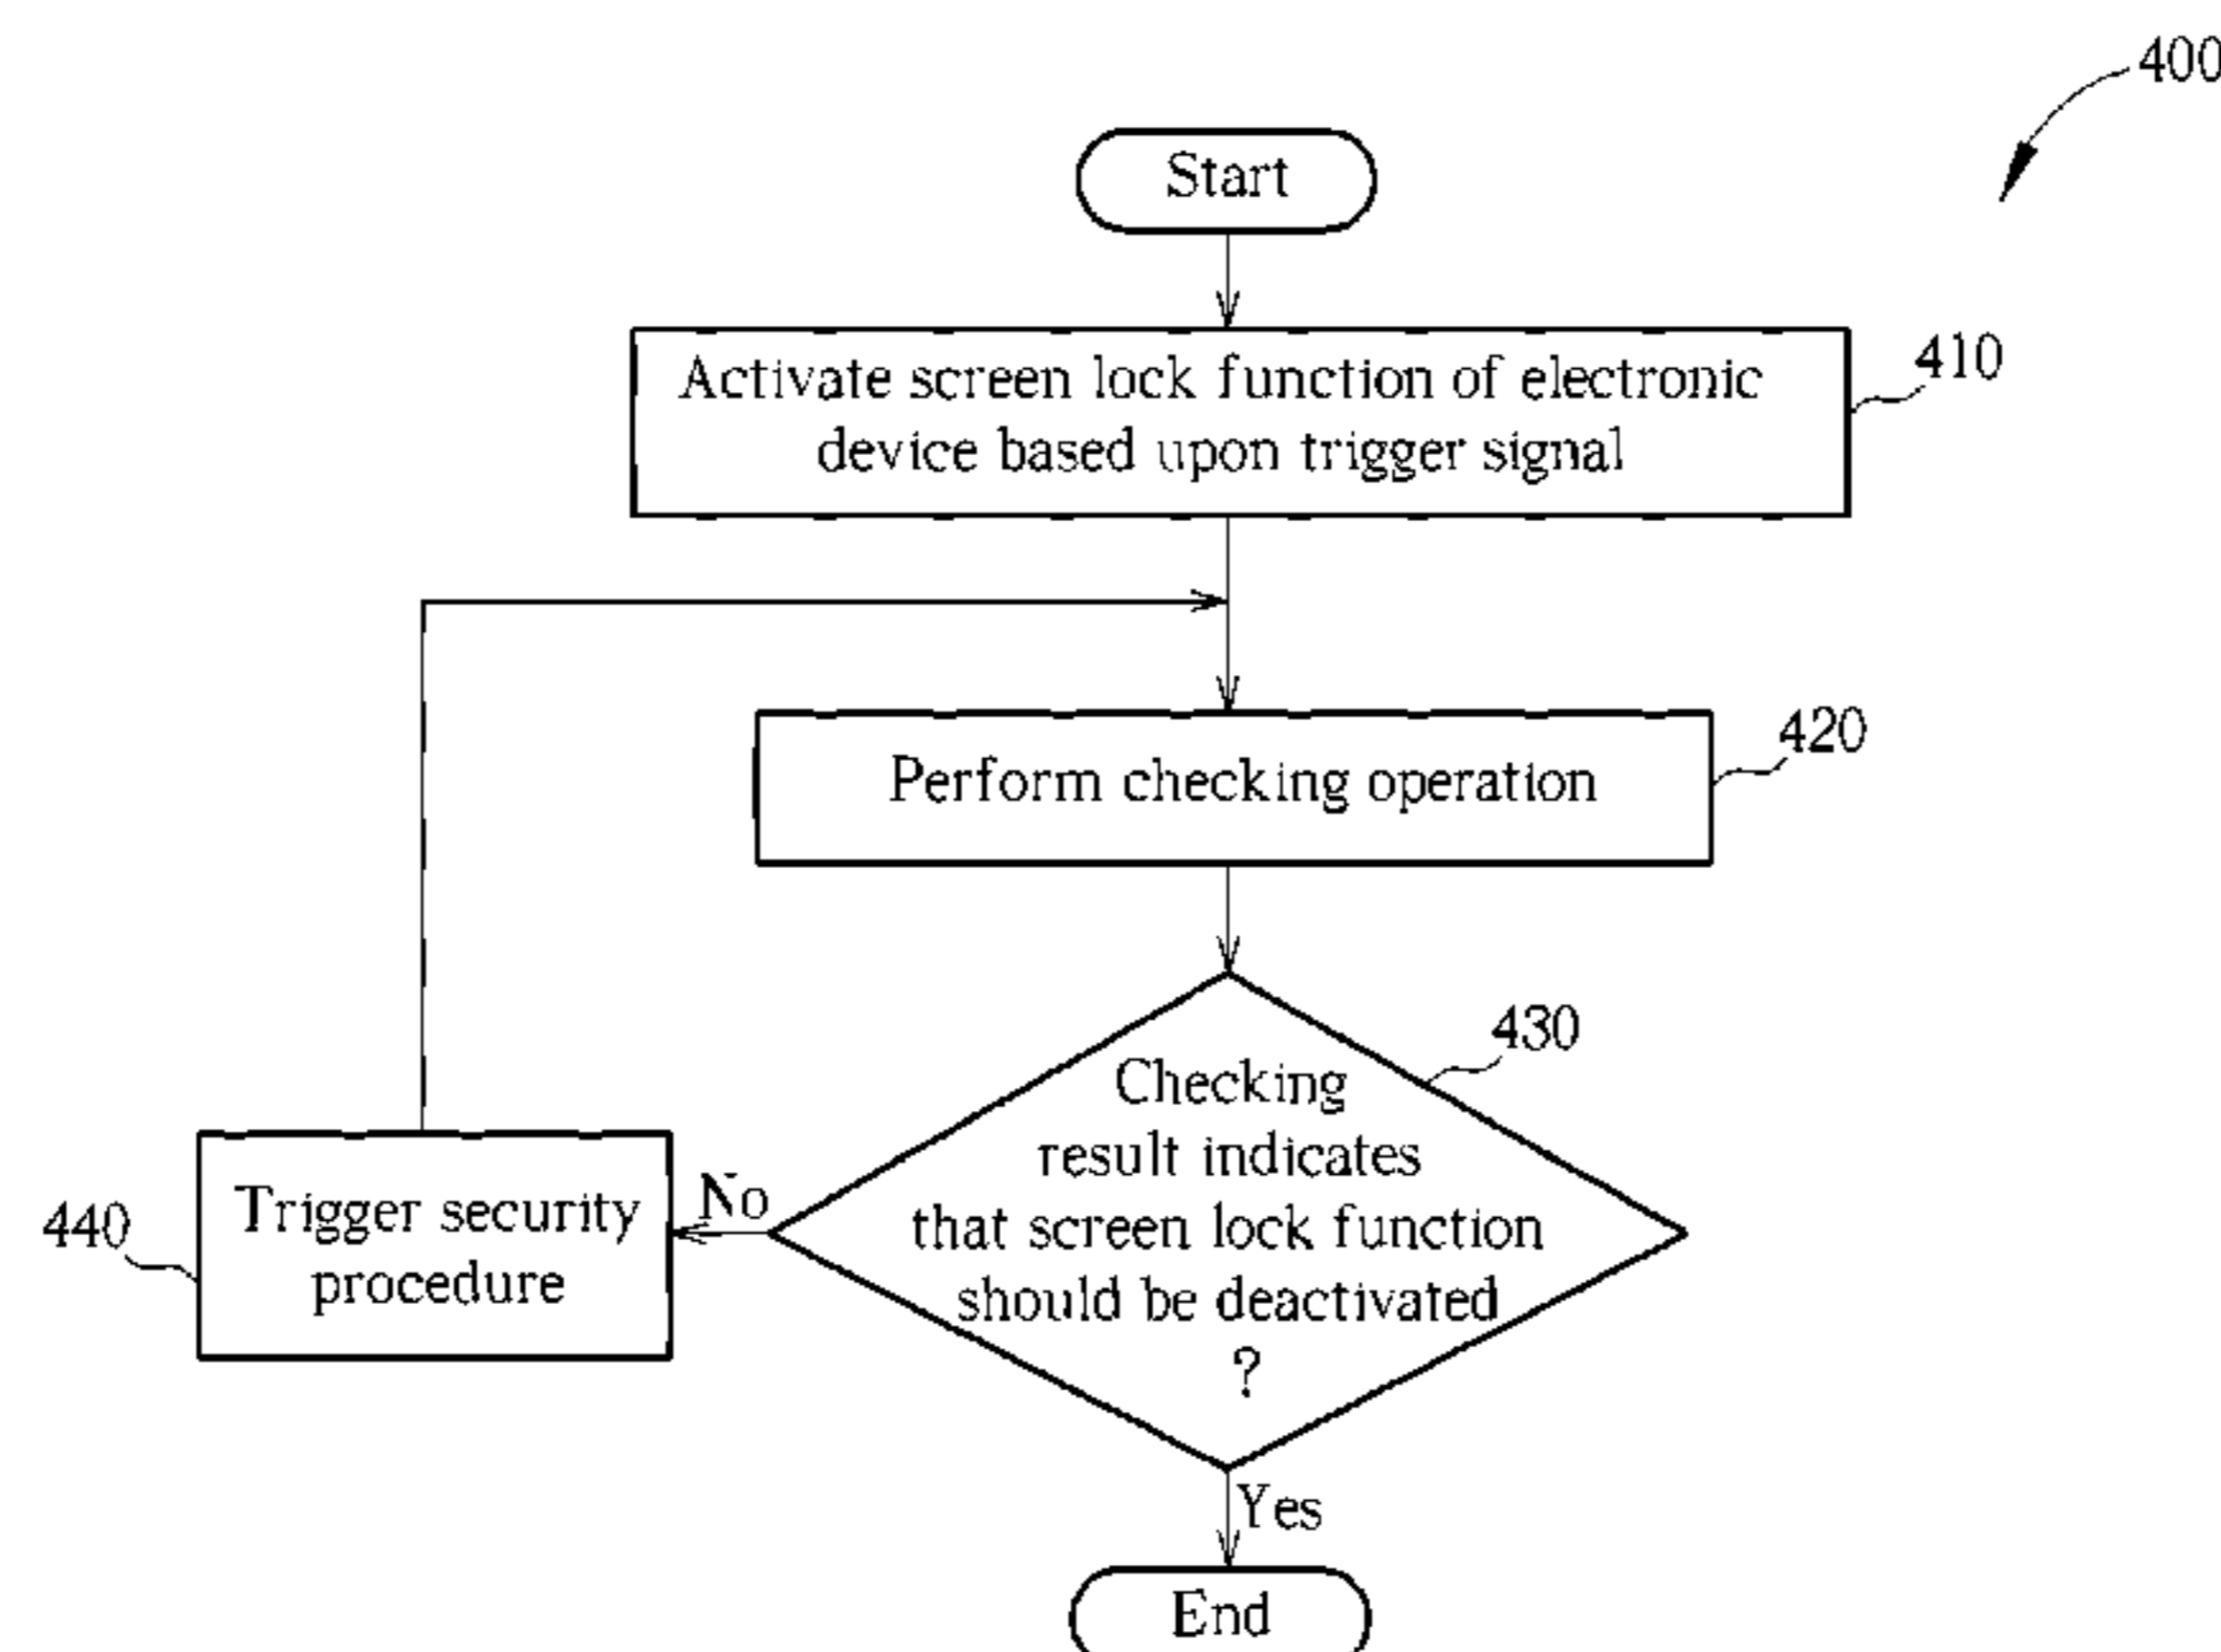 400
Start
Activate screen lock function of electronic
device based upon trigger signal
410
Perform checking operation
420
Checking
result indicates
that screen lock function
should be deactivated
?
430
No
Trigger security
procedure
440
Yes
End